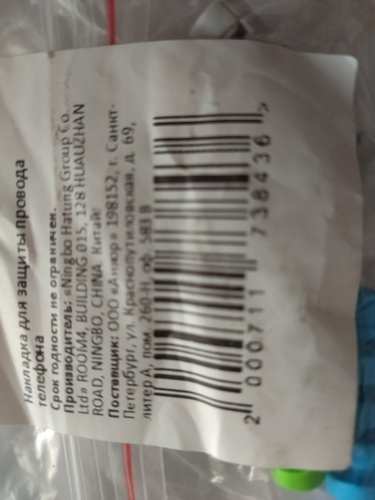 Накладка для защиты провода
телефона
Срок годности не ограничен.
Производитель: «Ningbo Hatung Group Co.
Ltd» ROOM4, BUILDING 015, 128 HUAUZHAN
ROAD, NINGBO, CHINA, Китай
Поставщик: ООО «Анкор» 198152, г. Санкт-
Петербург, ул. Краснопутиловская, д. 69,
литер А, пом. 260-Н, оф. 583 В
2 000711 738436 >